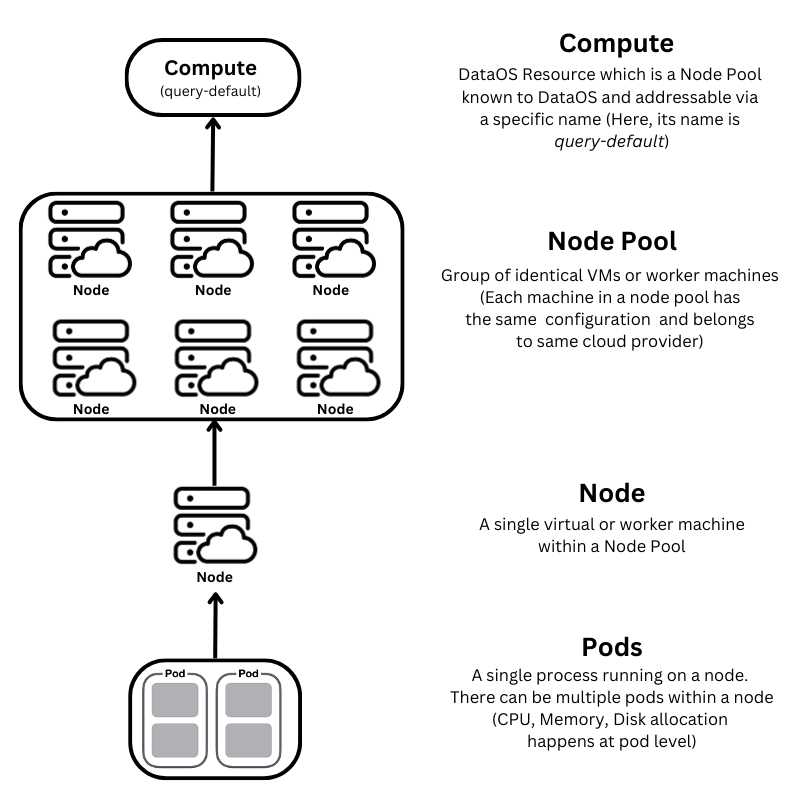 Compute
(query-default)
Compute
DataOS Resource which is a Node Pool
known to DataOS and addressable via
a specific name (Here, its name is
query-default)
Node
Node
Node
Node
Node
Node
Node Pool
Group of identical VMs or worker machines
(Each machine in a node pool has
the same configuration and belongs
to same cloud provider)
Node
Node
A single virtual or worker machine
within a Node Pool
Pod
Pod
Pods
A single process running on a node.
There can be multiple pods within a node
(CPU, Memory, Disk allocation
happens at pod level)